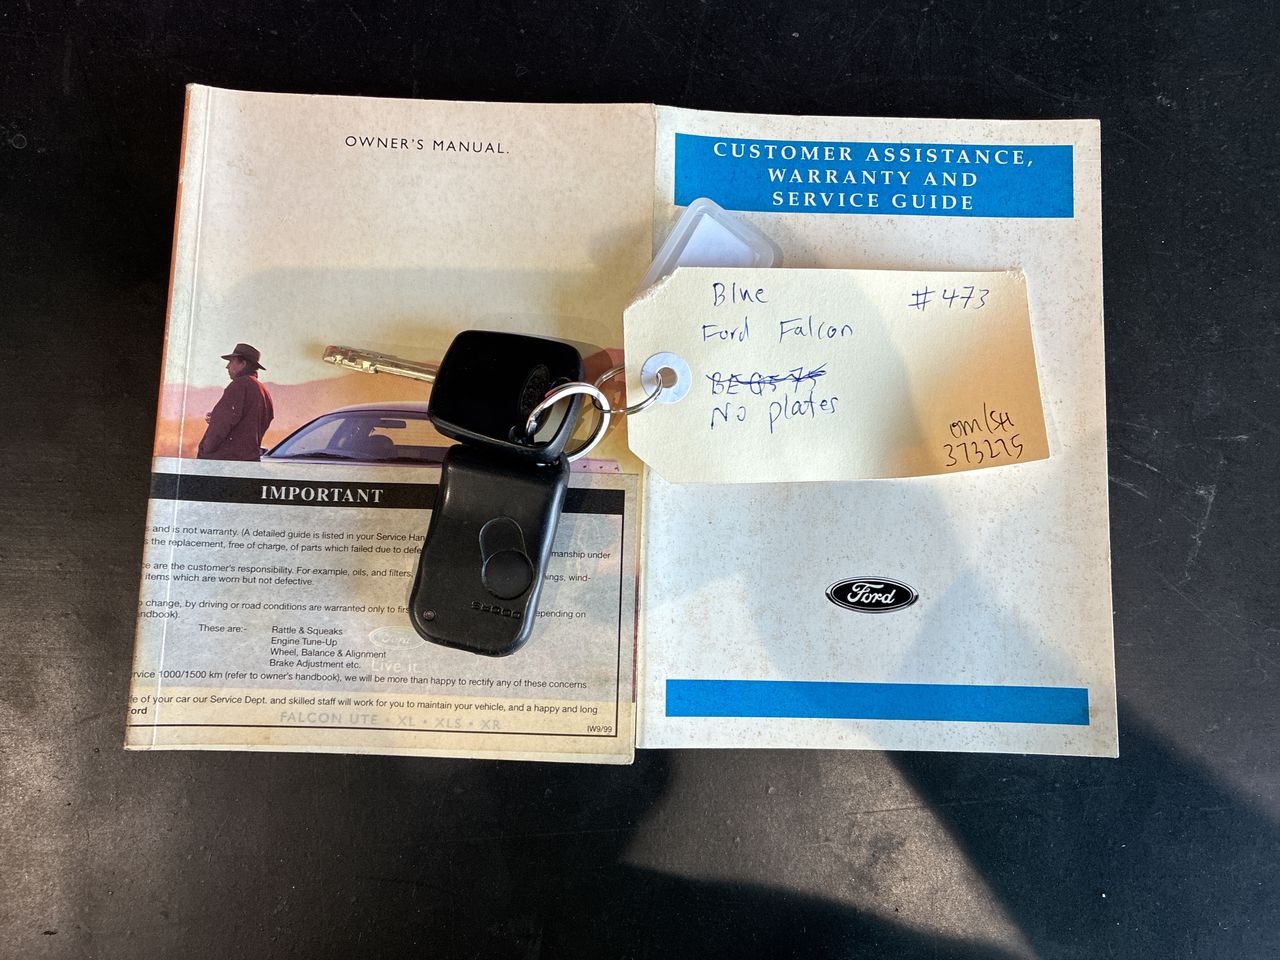 OWNER'S MANUAL.
IMPORTANT
and is not warranty. (A detailed guide is listed in your Service Han
s the replacement, free of charge, of parts which failed due to defe
manship under
are the customer's responsibility. For example, oils, and filters,
ings, wind-
items which are worn but not defective.
change, by driving or road conditions are warranted only to firs
epending on
ndbook).
These are:-
Rattle & Squeaks
Engine Tune-Up
Wheel, Balance & Alignment
Brake Adjustment etc.
Live it
rvice 1000/1500 km (refer to owner's handbook), we will be more than happy to rectify any of these concerns
fe of your car our Service Dept. and skilled staff will work for you to maintain your vehicle, and a happy and long
ord
FALCON UTE • XL • XLS • XR
IW9/99
CUSTOMER ASSISTANCE,
WARRANTY AND
SERVICE GUIDE
Blue
#473
Ford Falcon
No plates
om/SH
373275
Ford
DOORS